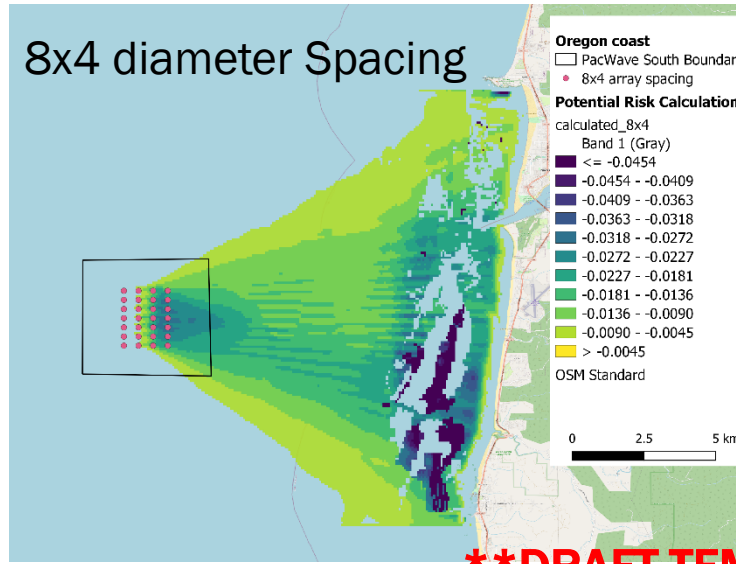 8x4 diameter Spacing
Oregon coast
PacWave South Boundar
8x4 array spacing
Potential Risk Calculation
calculated_8x4
Band 1 (Gray)
<= -0.0454
-0.0454 - -0.0409
-0.0409 - -0.0363
-0.0363 - -0.0318
-0.0318 - -0.0272
-0.0272 - -0.0227
-0.0227 - -0.0181
-0.0181 - -0.0136
-0.0136 - -0.0090
-0.0090 - -0.0045
> -0.0045
OSM Standard
0 2.5 5 km
**DRAFT TEM